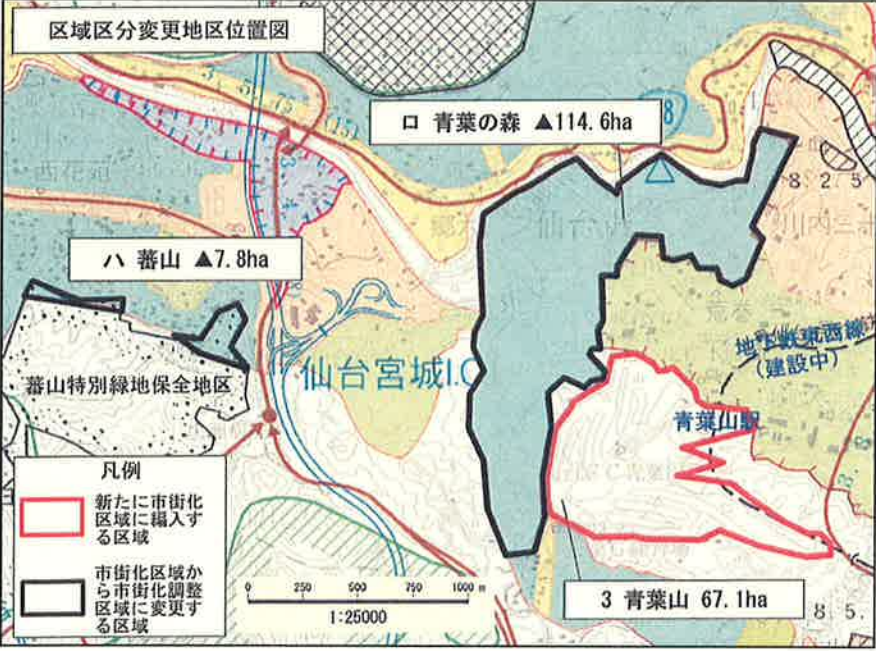 区域区分変更地区位置図
ロ 青葉の森 ▲114.6ha
8.2.5
ハ 蕃山 ▲7.8ha
地下鉄東西線
(建設中)
仙台宮城I.C
蕃山特別緑地保全地区
青葉山駅
凡例
新たに市街化
区域に編入す
る区域
市街化区域か
ら市街化調整
区域に変更す
る区域
0 250 500 750 1000 m
1:25000
3 青葉山 67.1ha
8.5.